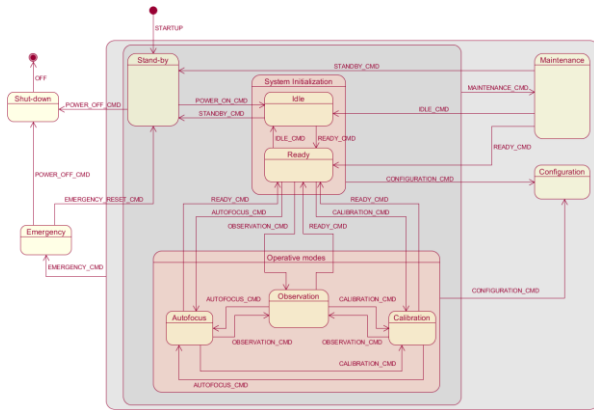 STARTUP
Stand-by
Maintenance
STANDBY_CMD
OFF
System Initialization
MAINTENANCE_CMD
Shut-down
POWER_OFF_CMD
POWER_ON_CMD
Idle
STANDBY_CMD
IDLE_CMD
IDLE_CMD
READY_CMD
READY_CMD
Ready
Configuration
POWER_OFF_CMD
CONFIGURATION_CMD
EMERGENCY_RESET_CMD
READY_CMD
READY_CMD
AUTOFOCUS_CMD
CALIBRATION_CMD
OBSERVATION_CMD
READY_CMD
Emergency
Operative modes
EMERGENCY_CMD
Observation
CONFIGURATION_CMD
AUTOFOCUS_CMD
CALIBRATION_CMD
Autofocus
Calibration
OBSERVATION_CMD
OBSERVATION_CMD
CALIBRATION_CMD
AUTOFOCUS_CMD